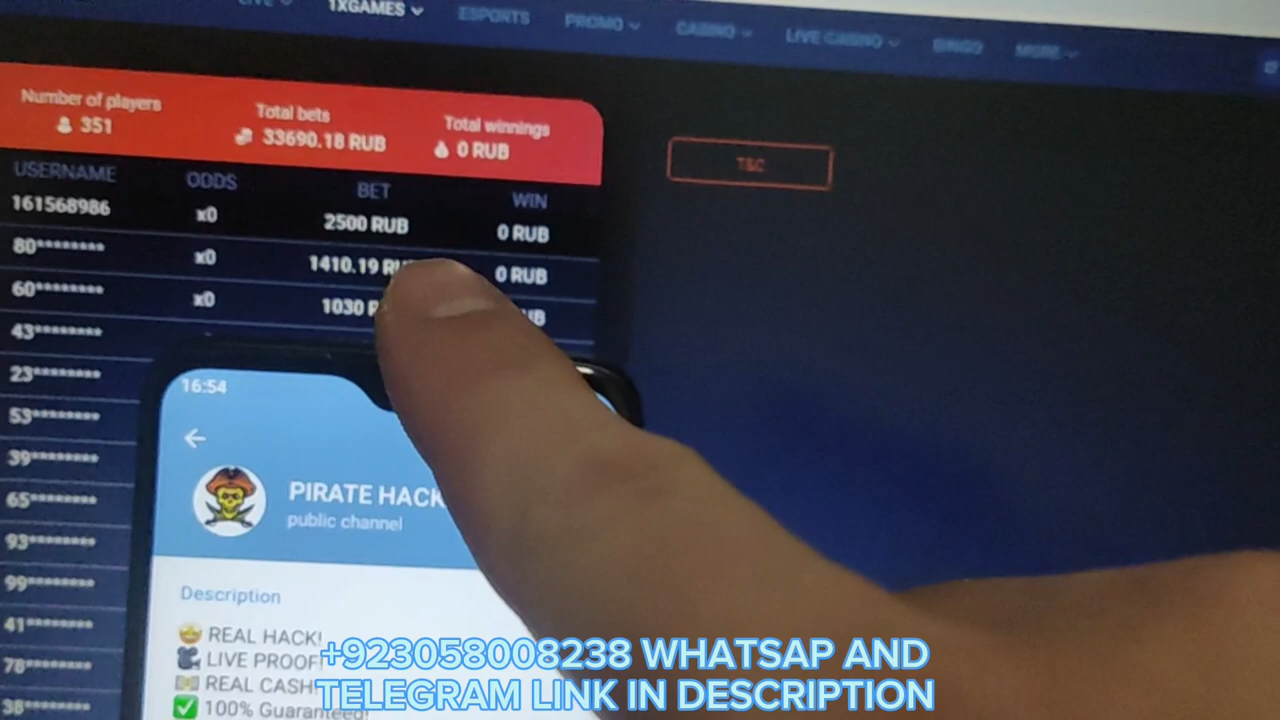 LIVE 1XGAMES ESPORTS PROMO CASINO LIVE CASINO BINGO MORE
Number of players Total bets Total winnings
351 33690.18 RUB 0 RUB
T&C
USERNAME ODDS BET WIN
161568986 x0 2500 RUB 0 RUB
80******** x0 1410.19 0 RUB
60******** x0 1030
43********
23********
53********
39********
65********
93********
99********
41********
78********
38********
16:54
PIRATE HACK
public channel
Description
🤩 REAL HACK!
🎥 LIVE PROOF!
💵 REAL CASH!
✅ 100% Guaranteed!
+923058008238 WHATSAP AND
TELEGRAM LINK IN DESCRIPTION